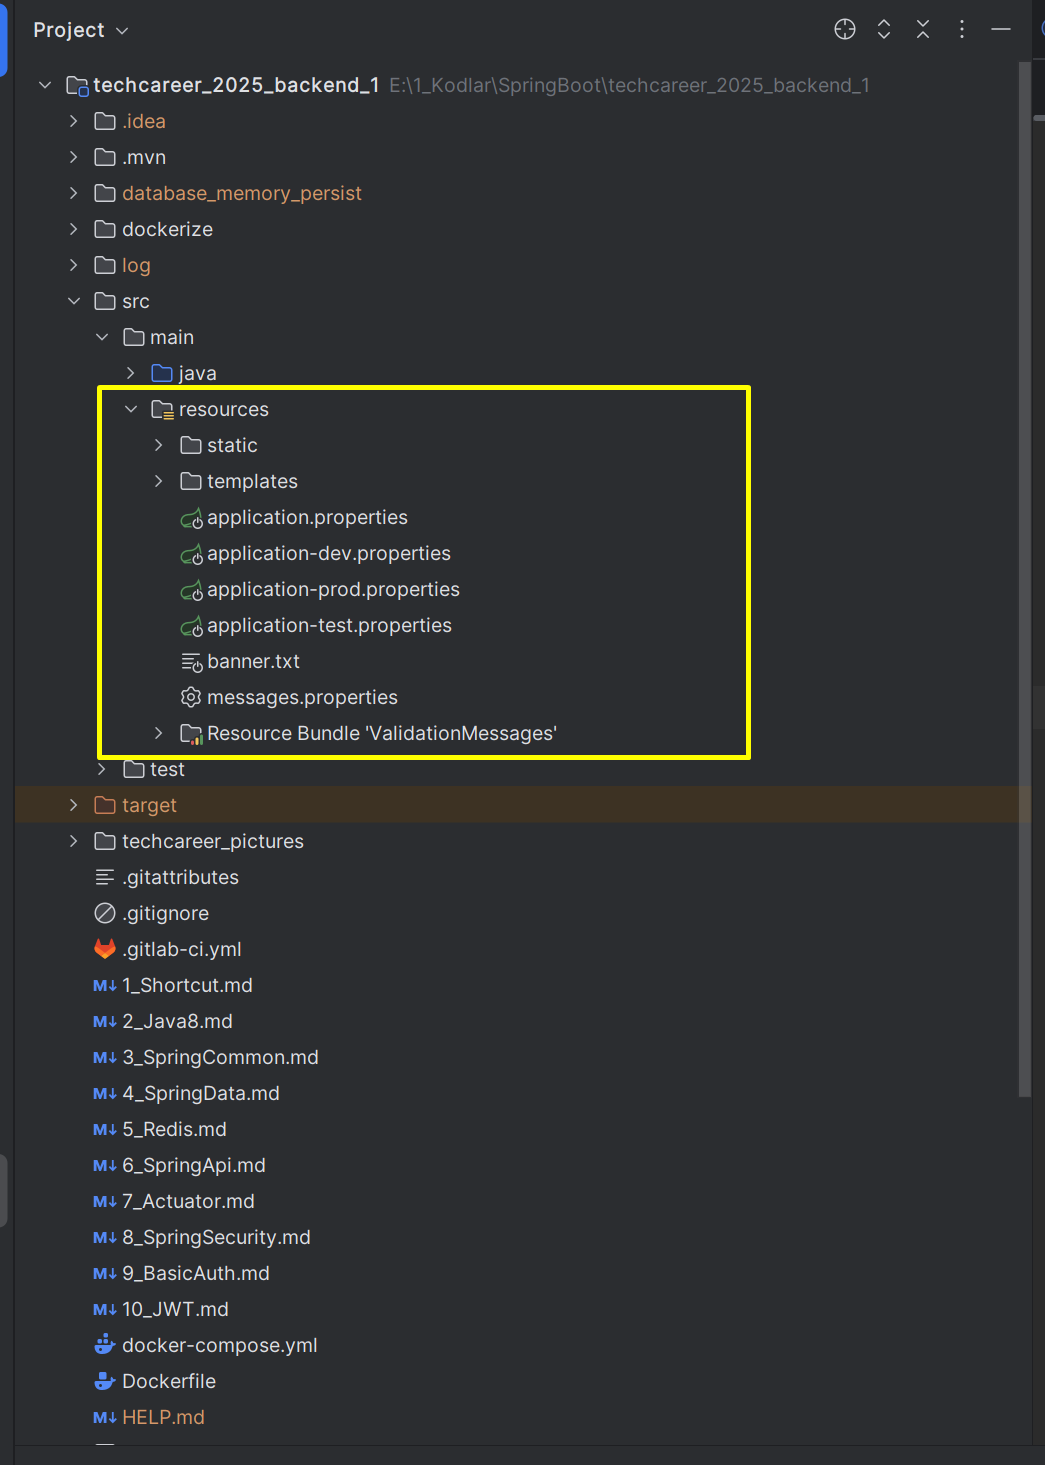 Project
techcareer_2025_backend_1 E:\1_Kodlar\SpringBoot\techcareer_2025_backend_1
.idea
.mvn
database_memory_persist
dockerize
log
src
main
java
resources
static
templates
application.properties
application-dev.properties
application-prod.properties
application-test.properties
banner.txt
messages.properties
Resource Bundle 'ValidationMessages'
test
target
techcareer_pictures
.gitattributes
.gitignore
.gitlab-ci.yml
M↓ 1_Shortcut.md
M↓ 2_Java8.md
M↓ 3_SpringCommon.md
M↓ 4_SpringData.md
M↓ 5_Redis.md
M↓ 6_SpringApi.md
M↓ 7_Actuator.md
M↓ 8_SpringSecurity.md
M↓ 9_BasicAuth.md
M↓ 10_JWT.md
docker-compose.yml
Dockerfile
M↓ HELP.md